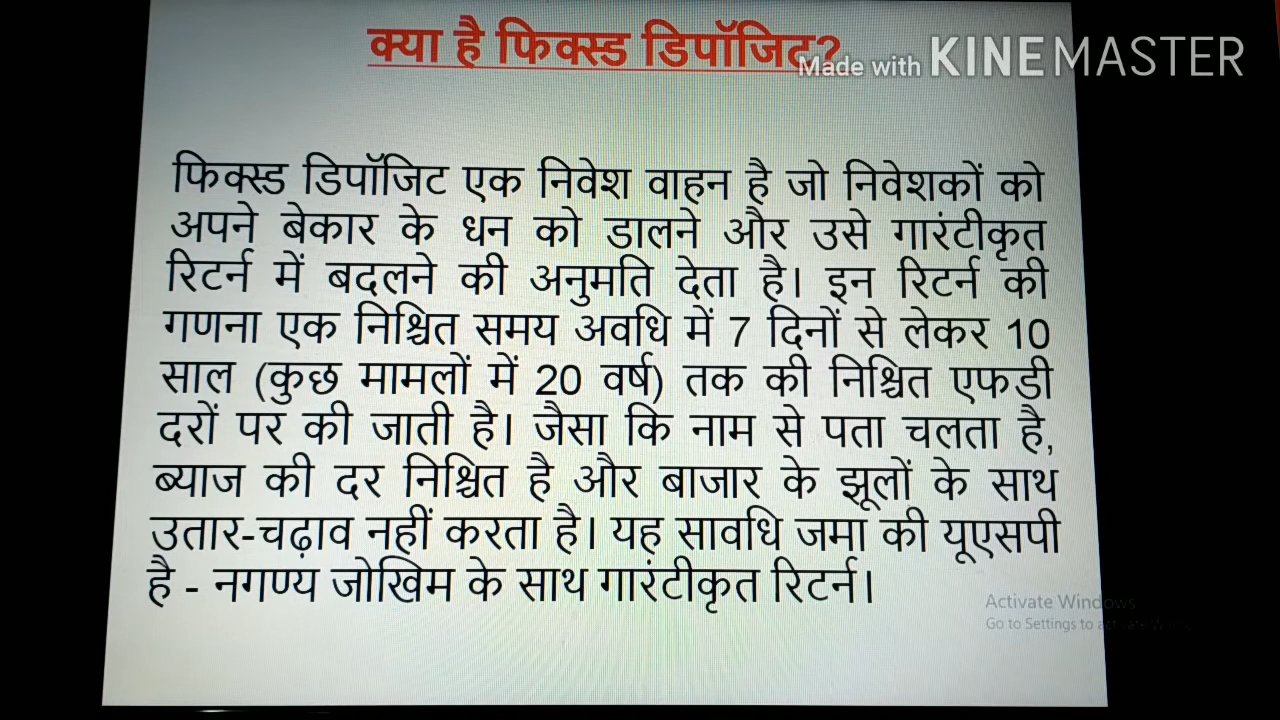 क्या है फिक्स्ड डिपॉजिट?
Made with KINEMASTER
फिक्स्ड डिपॉजिट एक निवेश वाहन है जो निवेशकों को
अपने बेकार के धन को डालने और उसे गारंटीकृत
रिटर्न में बदलने की अनुमति देता है। इन रिटर्न की
गणना एक निश्चित समय अवधि में 7 दिनों से लेकर 10
साल (कुछ मामलों में 20 वर्ष) तक की निश्चित एफडी
दरों पर की जाती है। जैसा कि नाम से पता चलता है,
ब्याज की दर निश्चित है और बाजार के झूलों के साथ
उतार-चढ़ाव नहीं करता है। यह सावधि जमा की यूएसपी
है - नगण्य जोखिम के साथ गारंटीकृत रिटर्न।
Activate Windows
Go to Settings to activate Windows